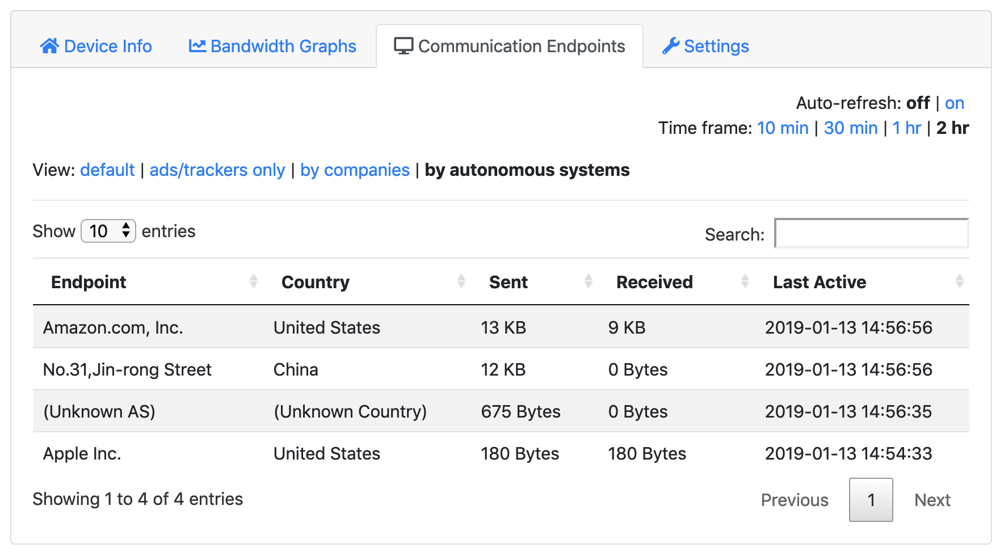 Device Info Bandwidth Graphs Communication Endpoints Settings
Auto-refresh: off | on
Time frame: 10 min | 30 min | 1 hr | 2 hr
View: default | ads/trackers only | by companies | by autonomous systems
Show 10 entries Search:
Endpoint Country Sent Received Last Active
Amazon.com, Inc. United States 13 KB 9 KB 2019-01-13 14:56:56
No.31,Jin-rong Street China 12 KB 0 Bytes 2019-01-13 14:56:56
(Unknown AS) (Unknown Country) 675 Bytes 0 Bytes 2019-01-13 14:56:35
Apple Inc. United States 180 Bytes 180 Bytes 2019-01-13 14:54:33
Showing 1 to 4 of 4 entries Previous 1 Next